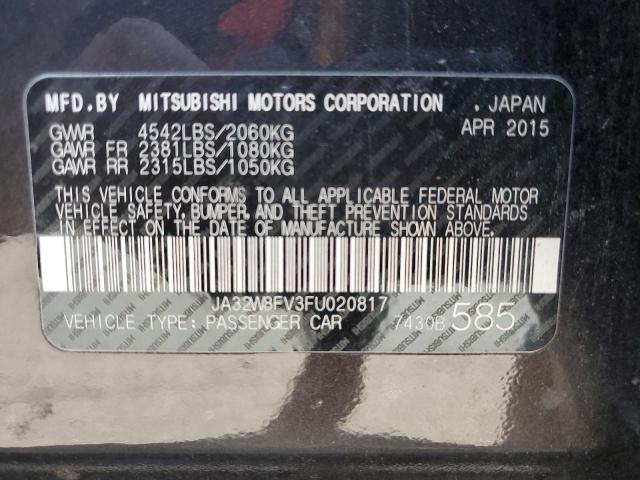 MFD.BY MITSUBISHI MOTORS CORPORATION . JAPAN
GVWR 4542LBS/2060KG APR 2015
GAWR FR 2381LBS/1080KG
GAWR RR 2315LBS/1050KG
THIS VEHICLE CONFORMS TO ALL APPLICABLE FEDERAL MOTOR
VEHICLE SAFETY, BUMPER, AND THEFT PREVENTION STANDARDS
IN EFFECT ON THE DATE OF MANUFACTURE SHOWN ABOVE.
JA32W8FV3FU020817
VEHICLE TYPE: PASSENGER CAR 7430B 585